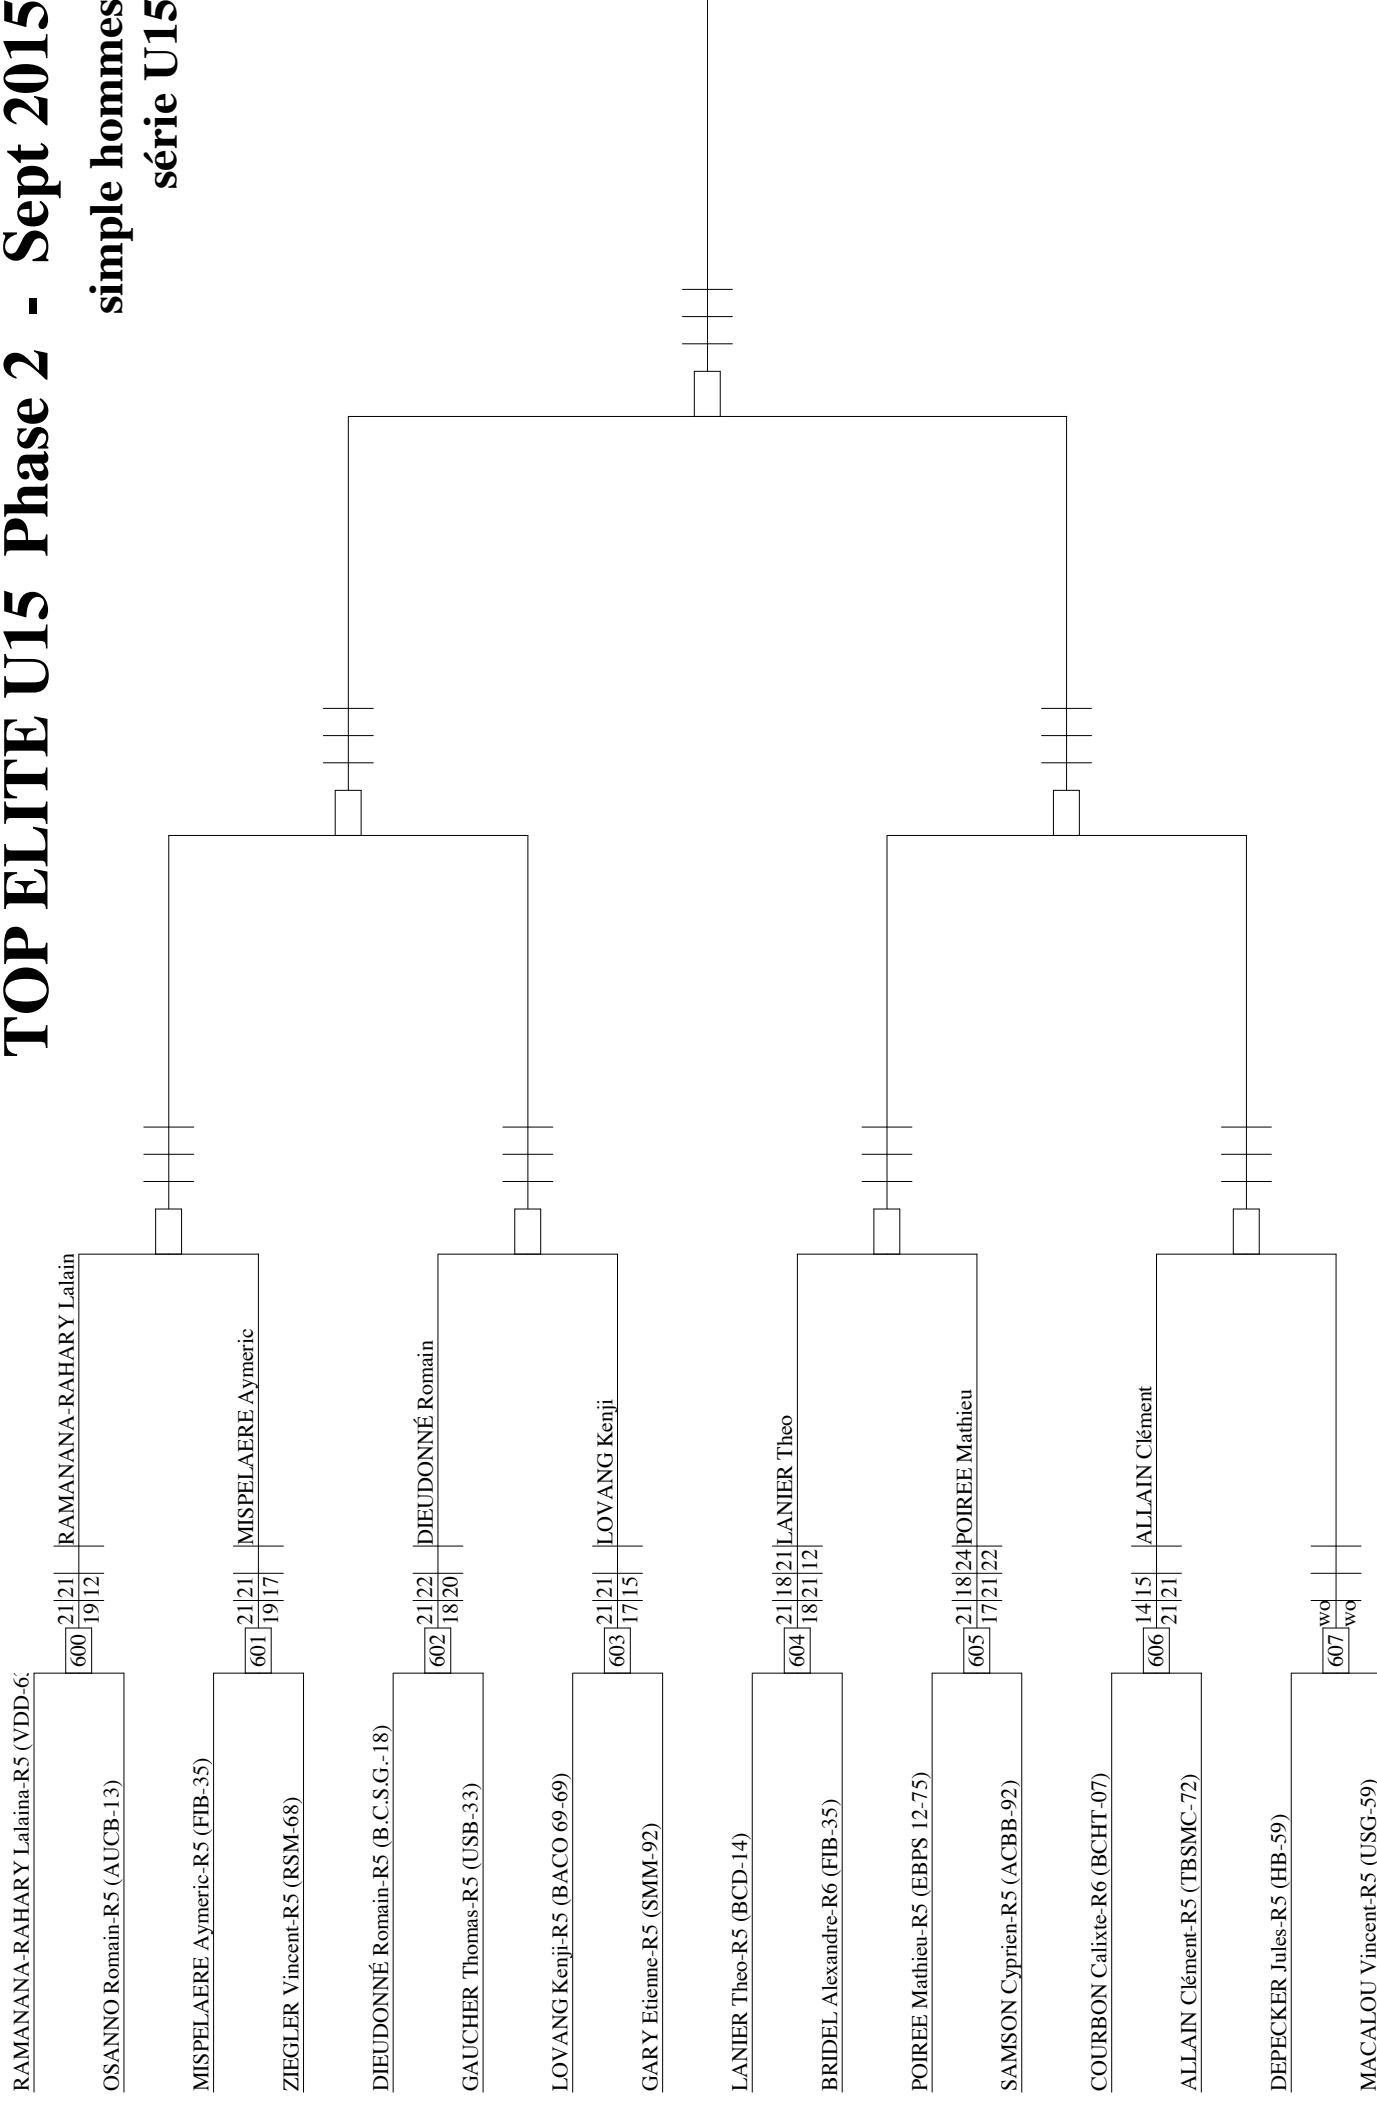 TOP ELITE U15 Phase 2 - Sept 2015
simple hommes
série U15
RAMANANA-RAHARY Lalaina-R5 (VDD-6
OSANNO Romain-R5 (AUCB-13)
600
21 21
19 12
RAMANANA-RAHARY Lalain
MISPELAERE Aymeric-R5 (FIB-35)
ZIEGLER Vincent-R5 (RSM-68)
601
21 21
19 17
MISPELAERE Aymeric
DIEUDONNÉ Romain-R5 (B.C.S.G.-18)
GAUCHER Thomas-R5 (USB-33)
602
21 22
18 20
DIEUDONNÉ Romain
LOVANG Kenji-R5 (BACO 69-69)
GARY Etienne-R5 (SMM-92)
603
21 21
17 15
LOVANG Kenji
LANIER Theo-R5 (BCD-14)
BRIDEL Alexandre-R6 (FIB-35)
604
21 18 21
18 21 12
LANIER Theo
POIREE Mathieu-R5 (EBPS 12-75)
SAMSON Cyprien-R5 (ACBB-92)
605
21 18 24
17 21 22
POIREE Mathieu
COURBON Calixte-R6 (BCHT-07)
ALLAIN Clément-R5 (TBSMC-72)
606
14 15
21 21
ALLAIN Clément
DEPECKER Jules-R5 (HB-59)
MACALOU Vincent-R5 (USG-59)
607
wo
wo